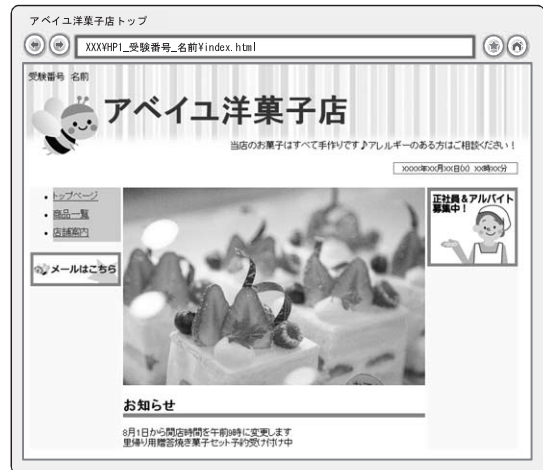 アベイユ洋菓子店トップ
XXX¥HP1_受験番号_名前¥index.html
受験番号 名前
アベイユ洋菓子店
当店のお菓子はすべて手作りです♪アレルギーのある方はご相談ください!
xxxx年xx月xx日(x) xx時xx分
・トップページ
・商品一覧
・店舗案内
メールはこちら
正社員&アルバイト
募集中!
お知らせ
8月1日から開店時間を午前9時に変更します
里帰り用贈答焼き菓子セット予約受け付け中